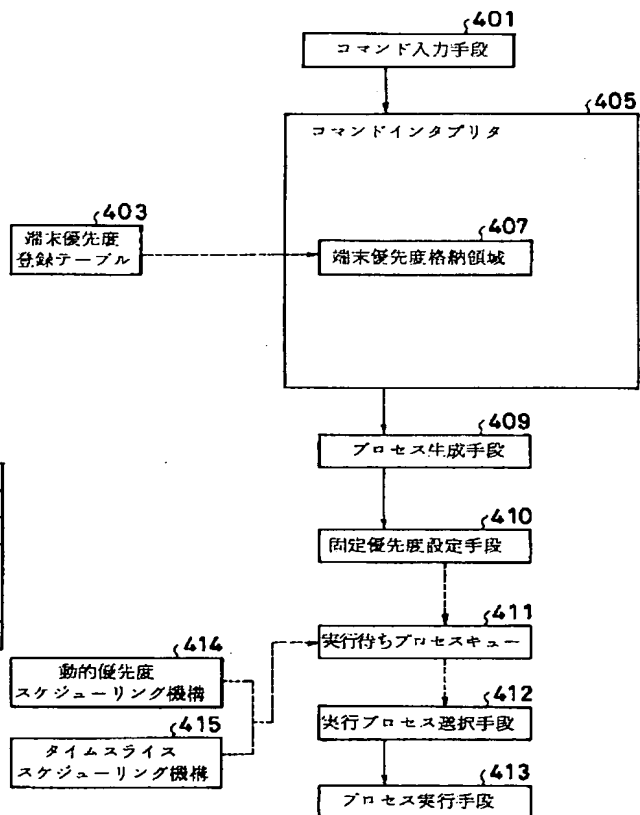 401
コマンド入力手段
405
コマンドインタプリタ
403
端末優先度
登録テーブル
407
端末優先度格納領域
409
プロセス生成手段
410
固定優先度設定手段
411
実行待ちプロセスキュー
414
動的優先度
スケジューリング機構
412
実行プロセス選択手段
415
タイムスライス
スケジューリング機構
413
プロセス実行手段